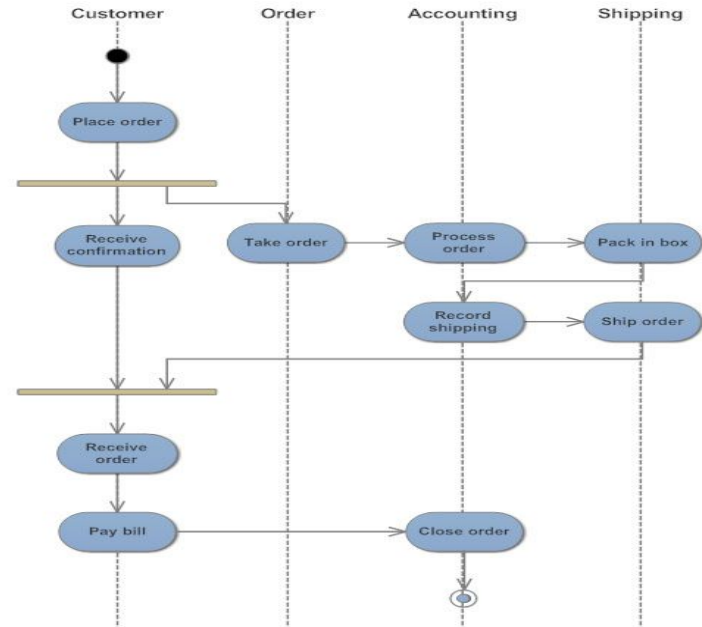 Customer
Order
Accounting
Shipping
Place order
Receive
confirmation
Take order
Process
order
Pack in box
Record
shipping
Ship order
Receive
order
Pay bill
Close order